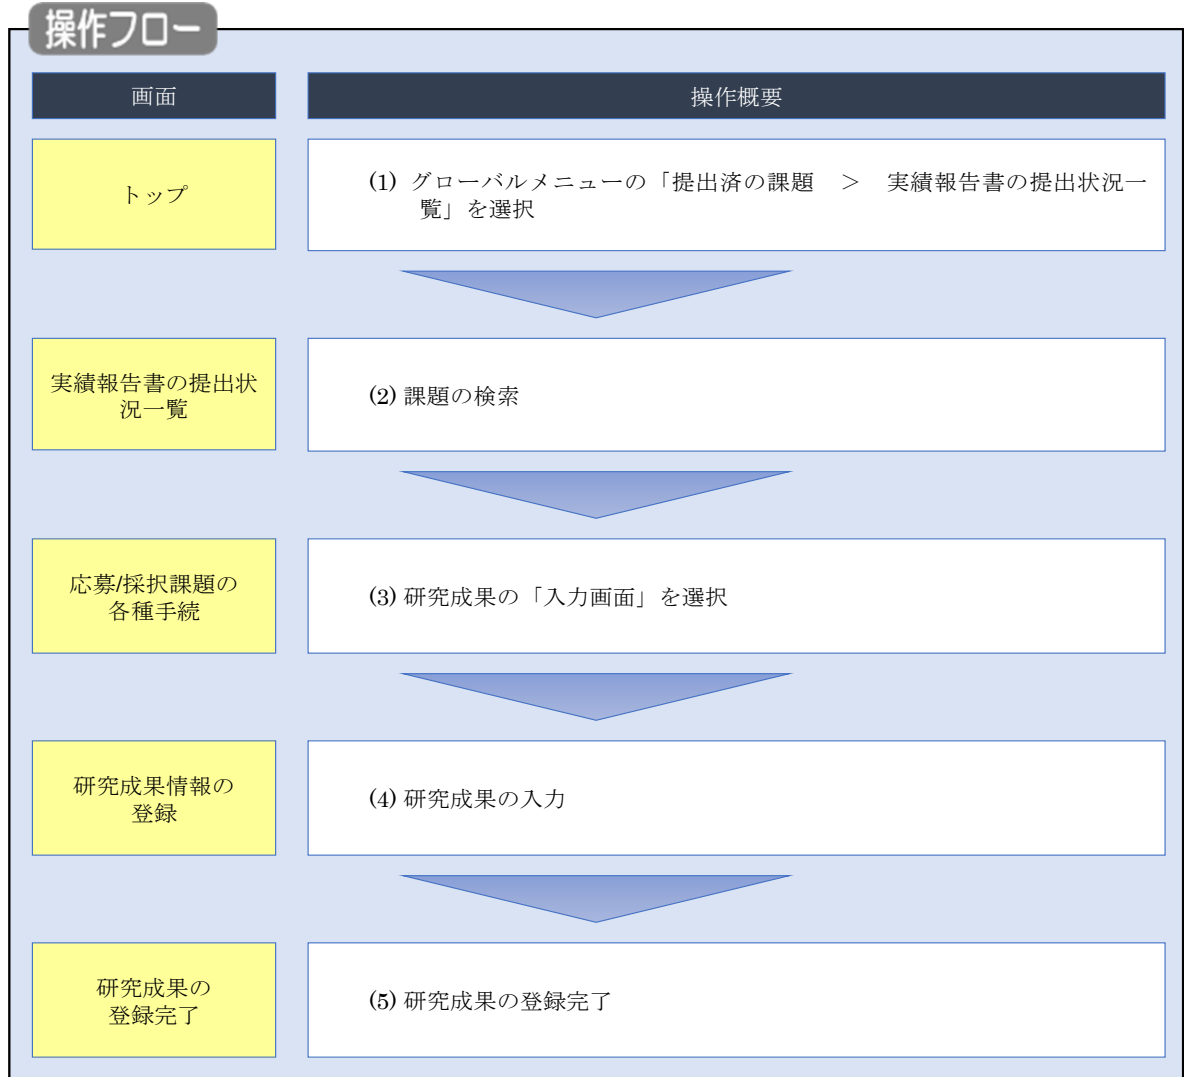 操作フロー
画面
操作概要
トップ
(1) グローバルメニューの「提出済の課題　＞　実績報告書の提出状況一
覧」を選択
実績報告書の提出状
況一覧
(2) 課題の検索
応募/採択課題の
各種手続
(3) 研究成果の「入力画面」を選択
研究成果情報の
登録
(4) 研究成果の入力
研究成果の
登録完了
(5) 研究成果の登録完了